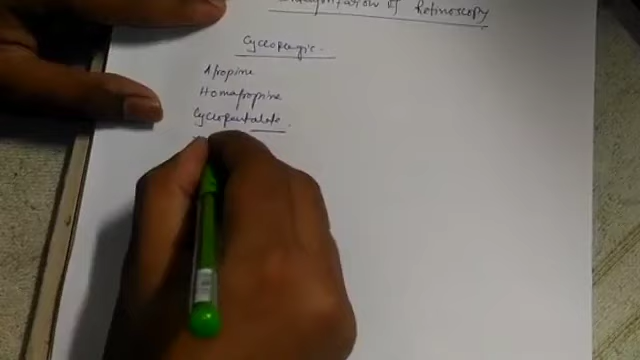 of Retinoscopy
Cycloplegic
Atropine
Homatropine
Cyclopentolate.